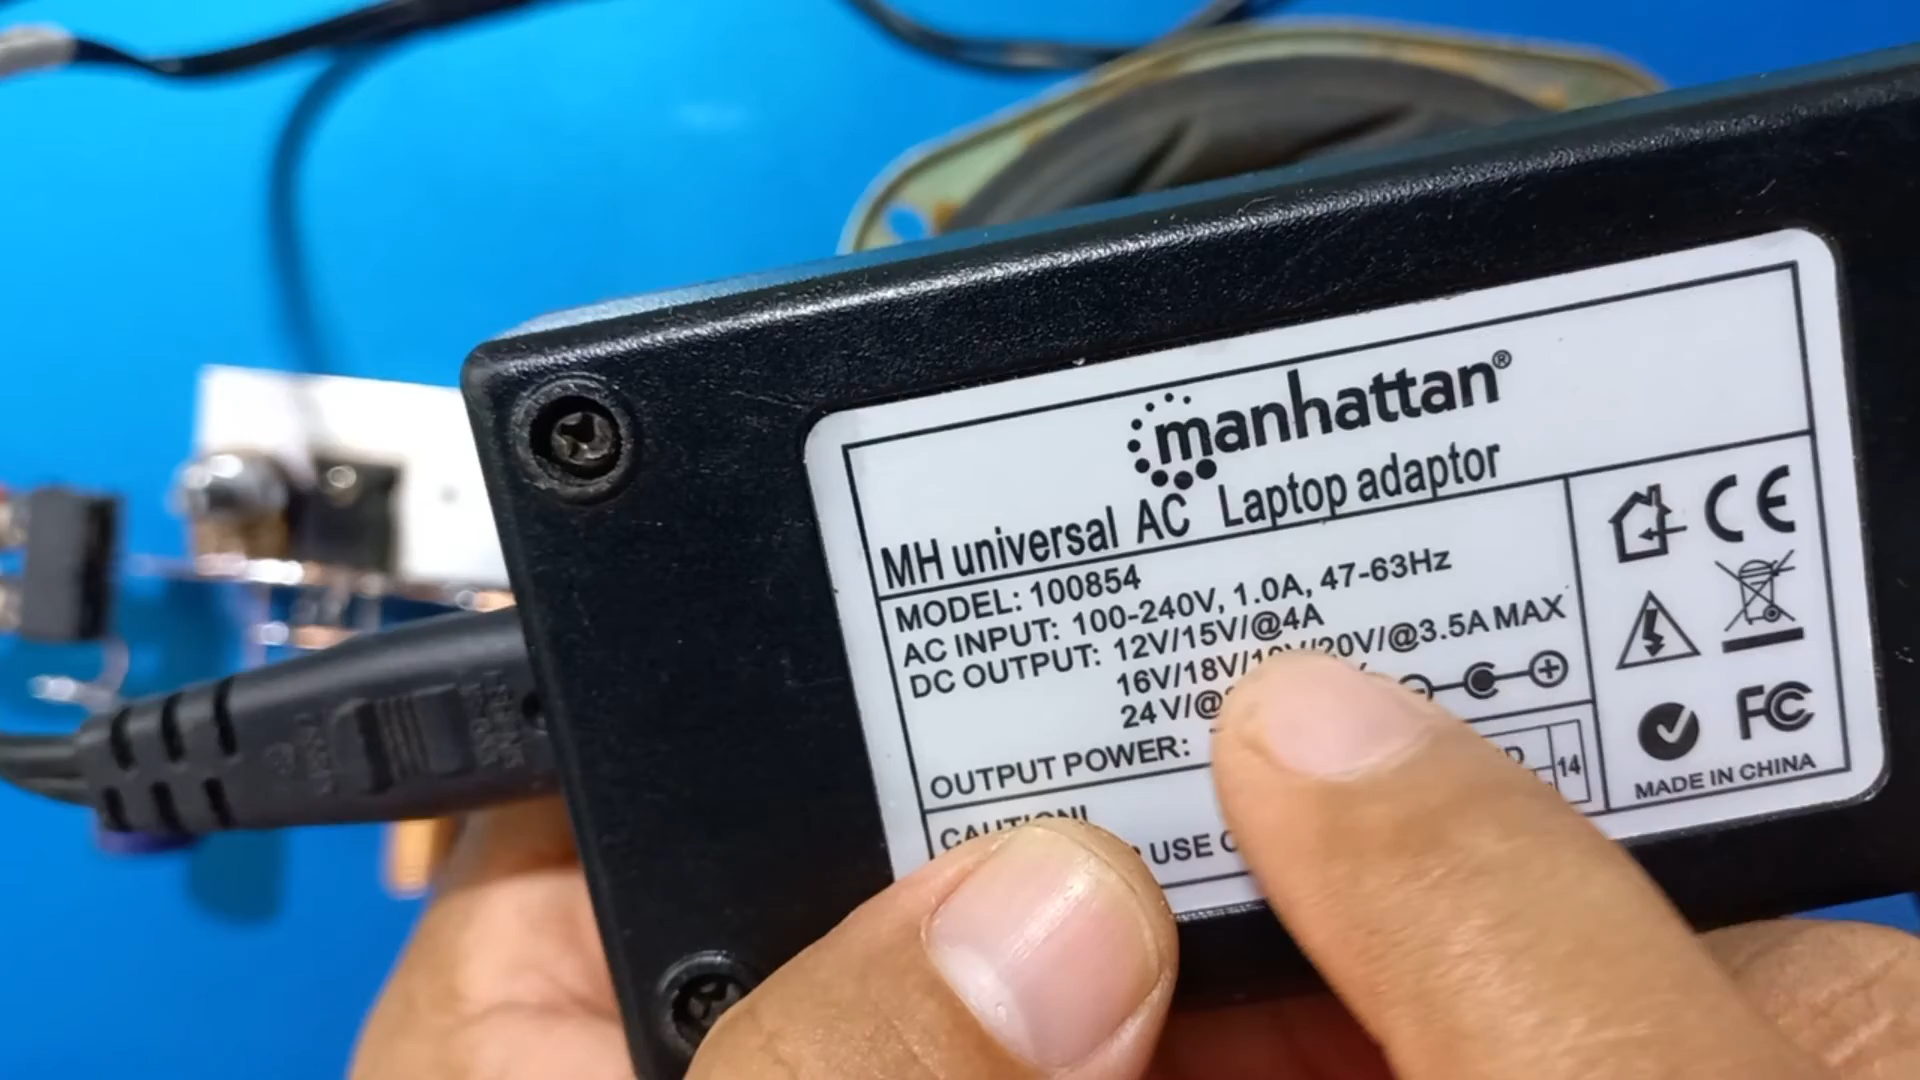 manhattan®
MH universal AC Laptop adaptor
MODEL: 100854
AC INPUT: 100-240V, 1.0A, 47-63Hz
DC OUTPUT: 12V/15V/@4A
16V/18V/19V/20V/@3.5A MAX
24V/@
OUTPUT POWER:
14
CAUTION!
USE
CE
FC
MADE IN CHINA